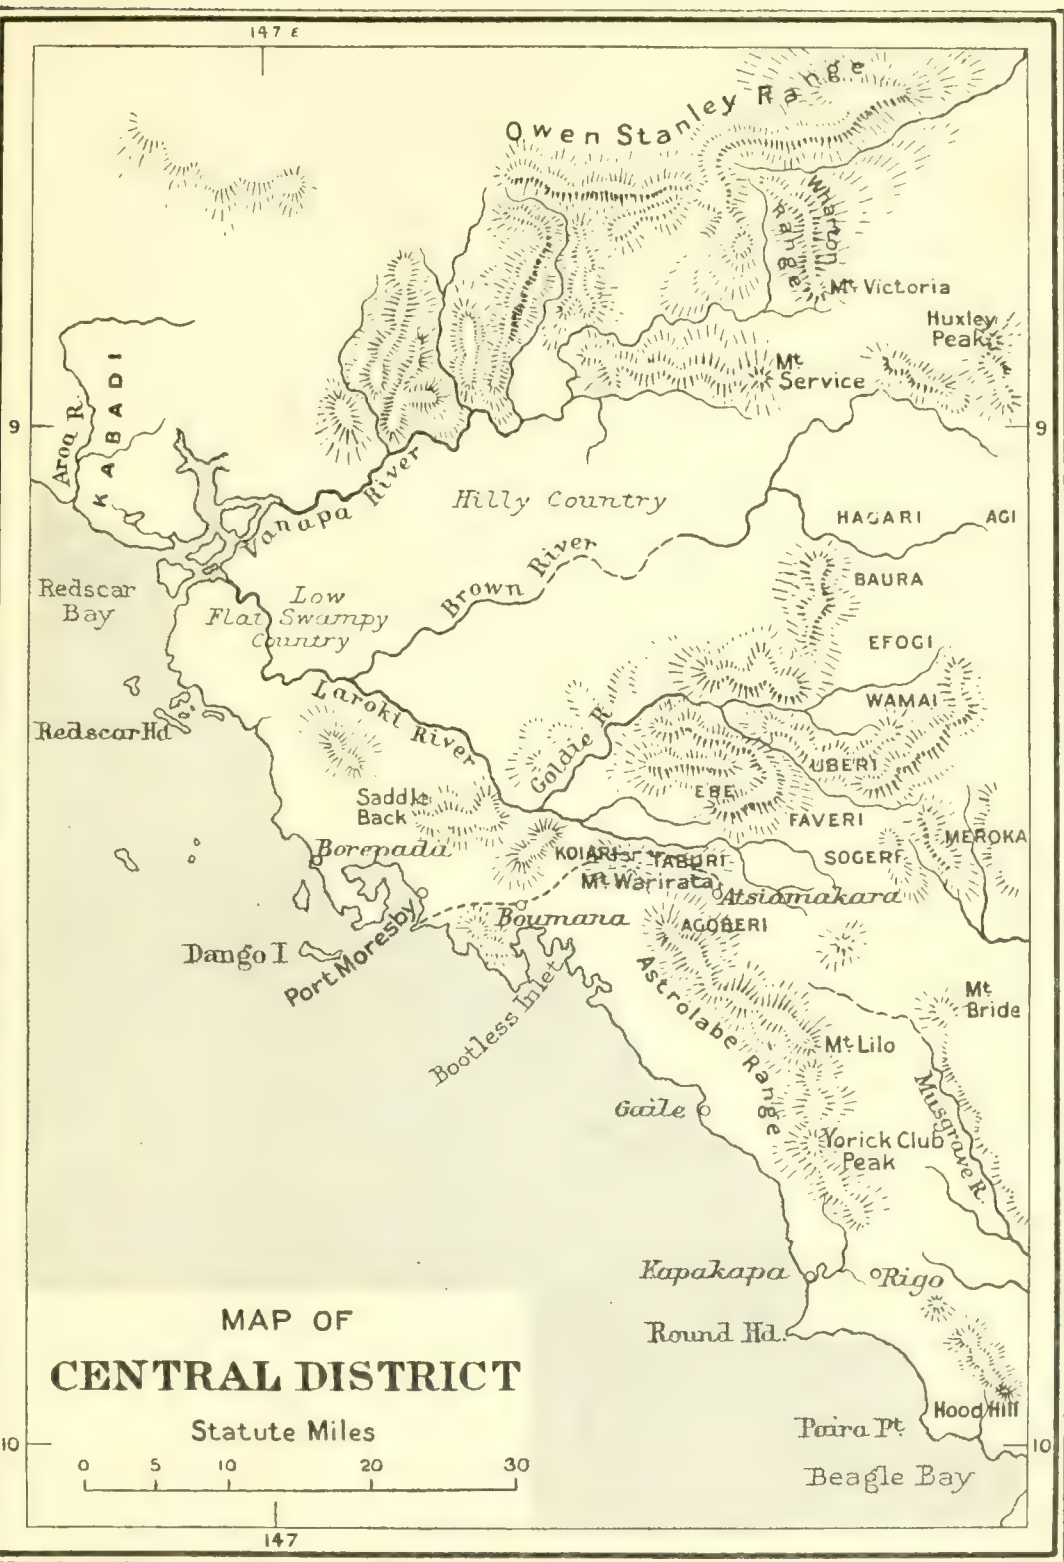 147 E
Owen Stanley Range
Wharton
Range
Mt. Victoria
Huxley
Peak
Mt.
Service
Aroa R.
KABADI
9
9
Vanapa River
Hilly Country
HAGARI
AGI
Redscar
Bay
Low
Flat Swampy
Country
Brown River
BAURA
EFOGI
WAMAI
Laroki River
Redscar Hd
Goldie R.
UBERI
Saddle
Back
EBE
FAVERI
MEROKA
Borepada
KOIARI
TABURI
SOGERI
Mt. Warirata
Atsiamakara
Boumana
AGOBERI
Dango I
Port Moresby
Bootless Inlet
Astrolabe Range
Mt.
Bride
Mt. Lilo
Gaile
Musgrave R.
Yorick Club
Peak
Kapakapa
Rigo
Round Hd.
MAP OF
CENTRAL DISTRICT
Statute Miles
0 5 10 20 30
Hood Hill
Paira Pt.
Beagle Bay
10
10
147